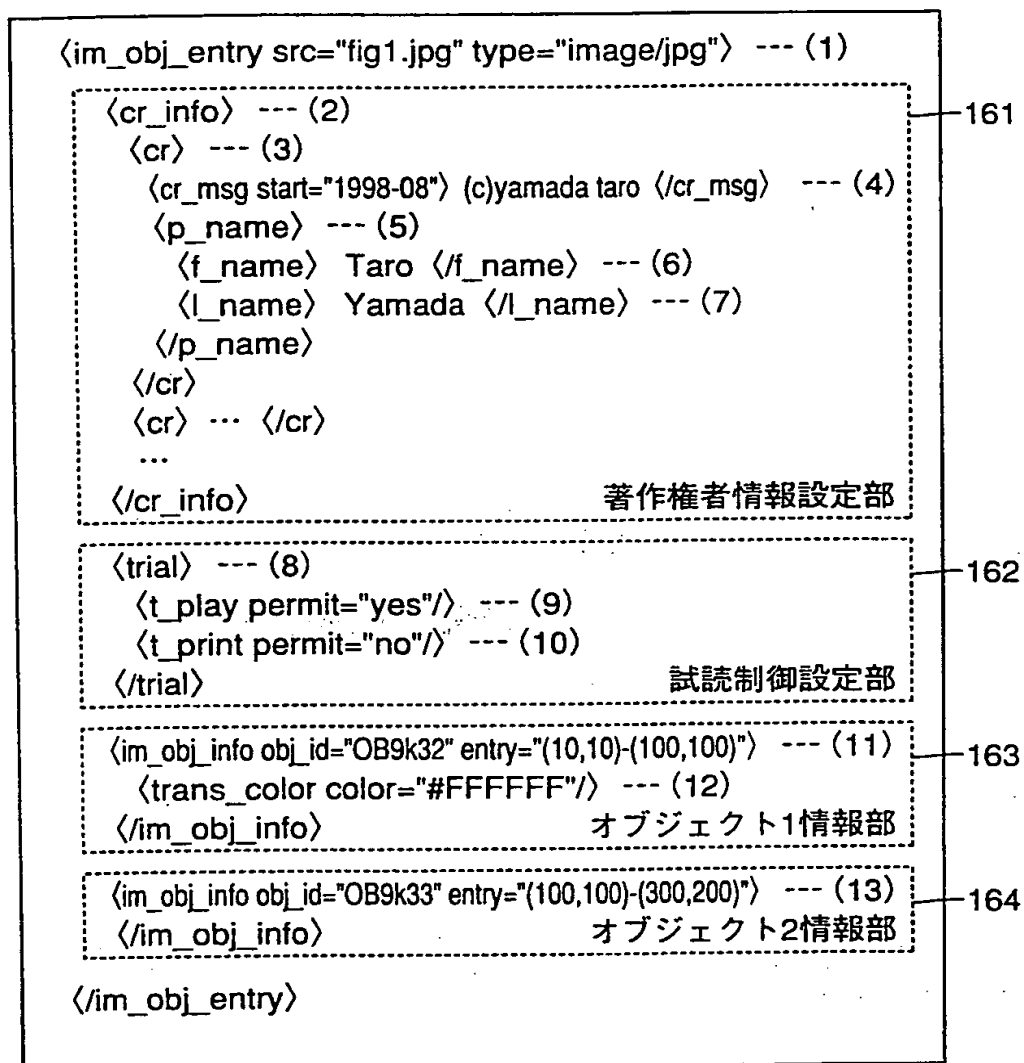 〈im_obj_entry src="fig1.jpg" type="image/jpg"〉 --- (1)
〈cr_info〉 --- (2)
161
〈cr〉 --- (3)
〈cr_msg start="1998-08"〉 (c)yamada taro 〈/cr_msg〉 --- (4)
〈p_name〉 --- (5)
〈f_name〉 Taro 〈/f_name〉 --- (6)
〈l_name〉 Yamada 〈/l_name〉 --- (7)
〈/p_name〉
〈/cr〉
〈cr〉 … 〈/cr〉
…
〈/cr_info〉 著作権者情報設定部
〈trial〉 --- (8)
162
〈t_play permit="yes"/〉 --- (9)
〈t_print permit="no"/〉 --- (10)
〈/trial〉 試読制御設定部
〈im_obj_info obj_id="OB9k32" entry="(10,10)-(100,100)"〉 --- (11)
163
〈trans_color color="#FFFFFF"/〉 --- (12)
〈/im_obj_info〉 オブジェクト1情報部
〈im_obj_info obj_id="OB9k33" entry="(100,100)-(300,200)"〉 --- (13)
164
〈/im_obj_info〉 オブジェクト2情報部
〈/im_obj_entry〉